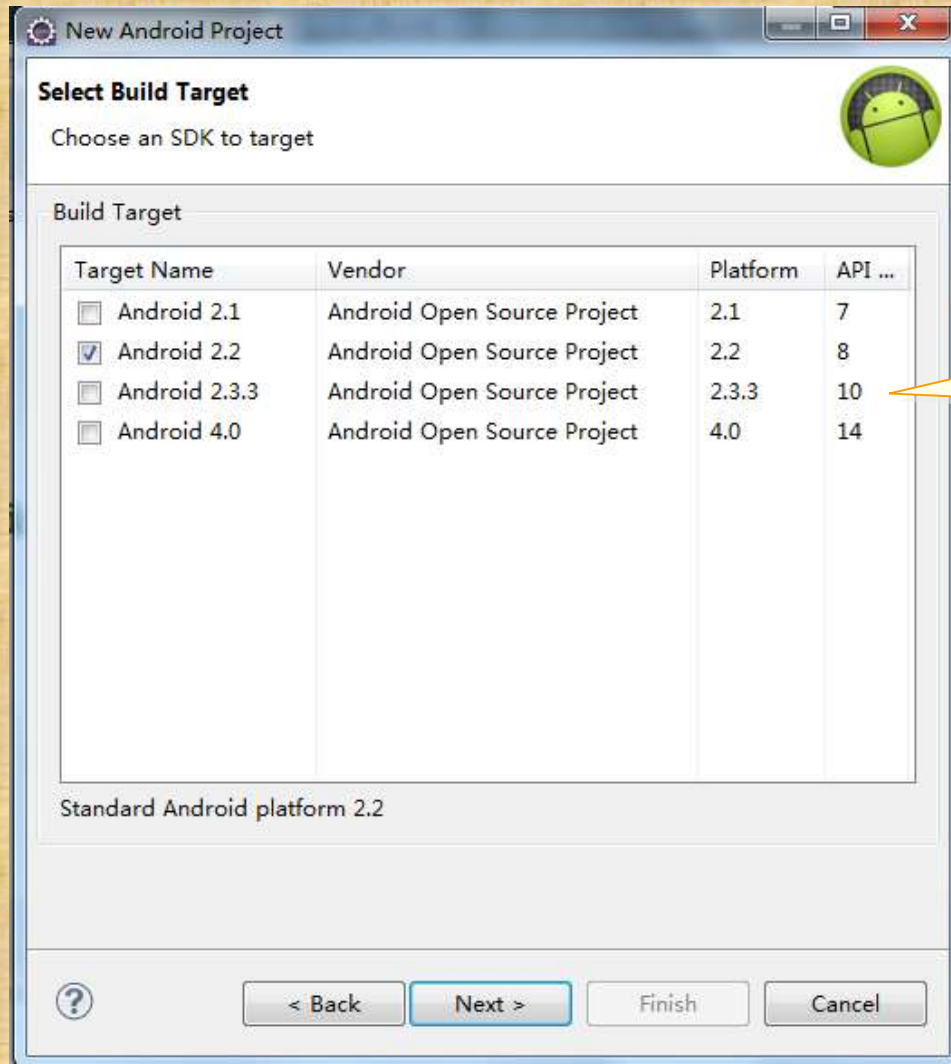 New Android Project
Select Build Target
Choose an SDK to target
Build Target
Target Name Vendor Platform API ...
Android 2.1 Android Open Source Project 2.1 7
Android 2.2 Android Open Source Project 2.2 8
Android 2.3.3 Android Open Source Project 2.3.3 10
Android 4.0 Android Open Source Project 4.0 14
Standard Android platform 2.2
? < Back Next > Finish Cancel